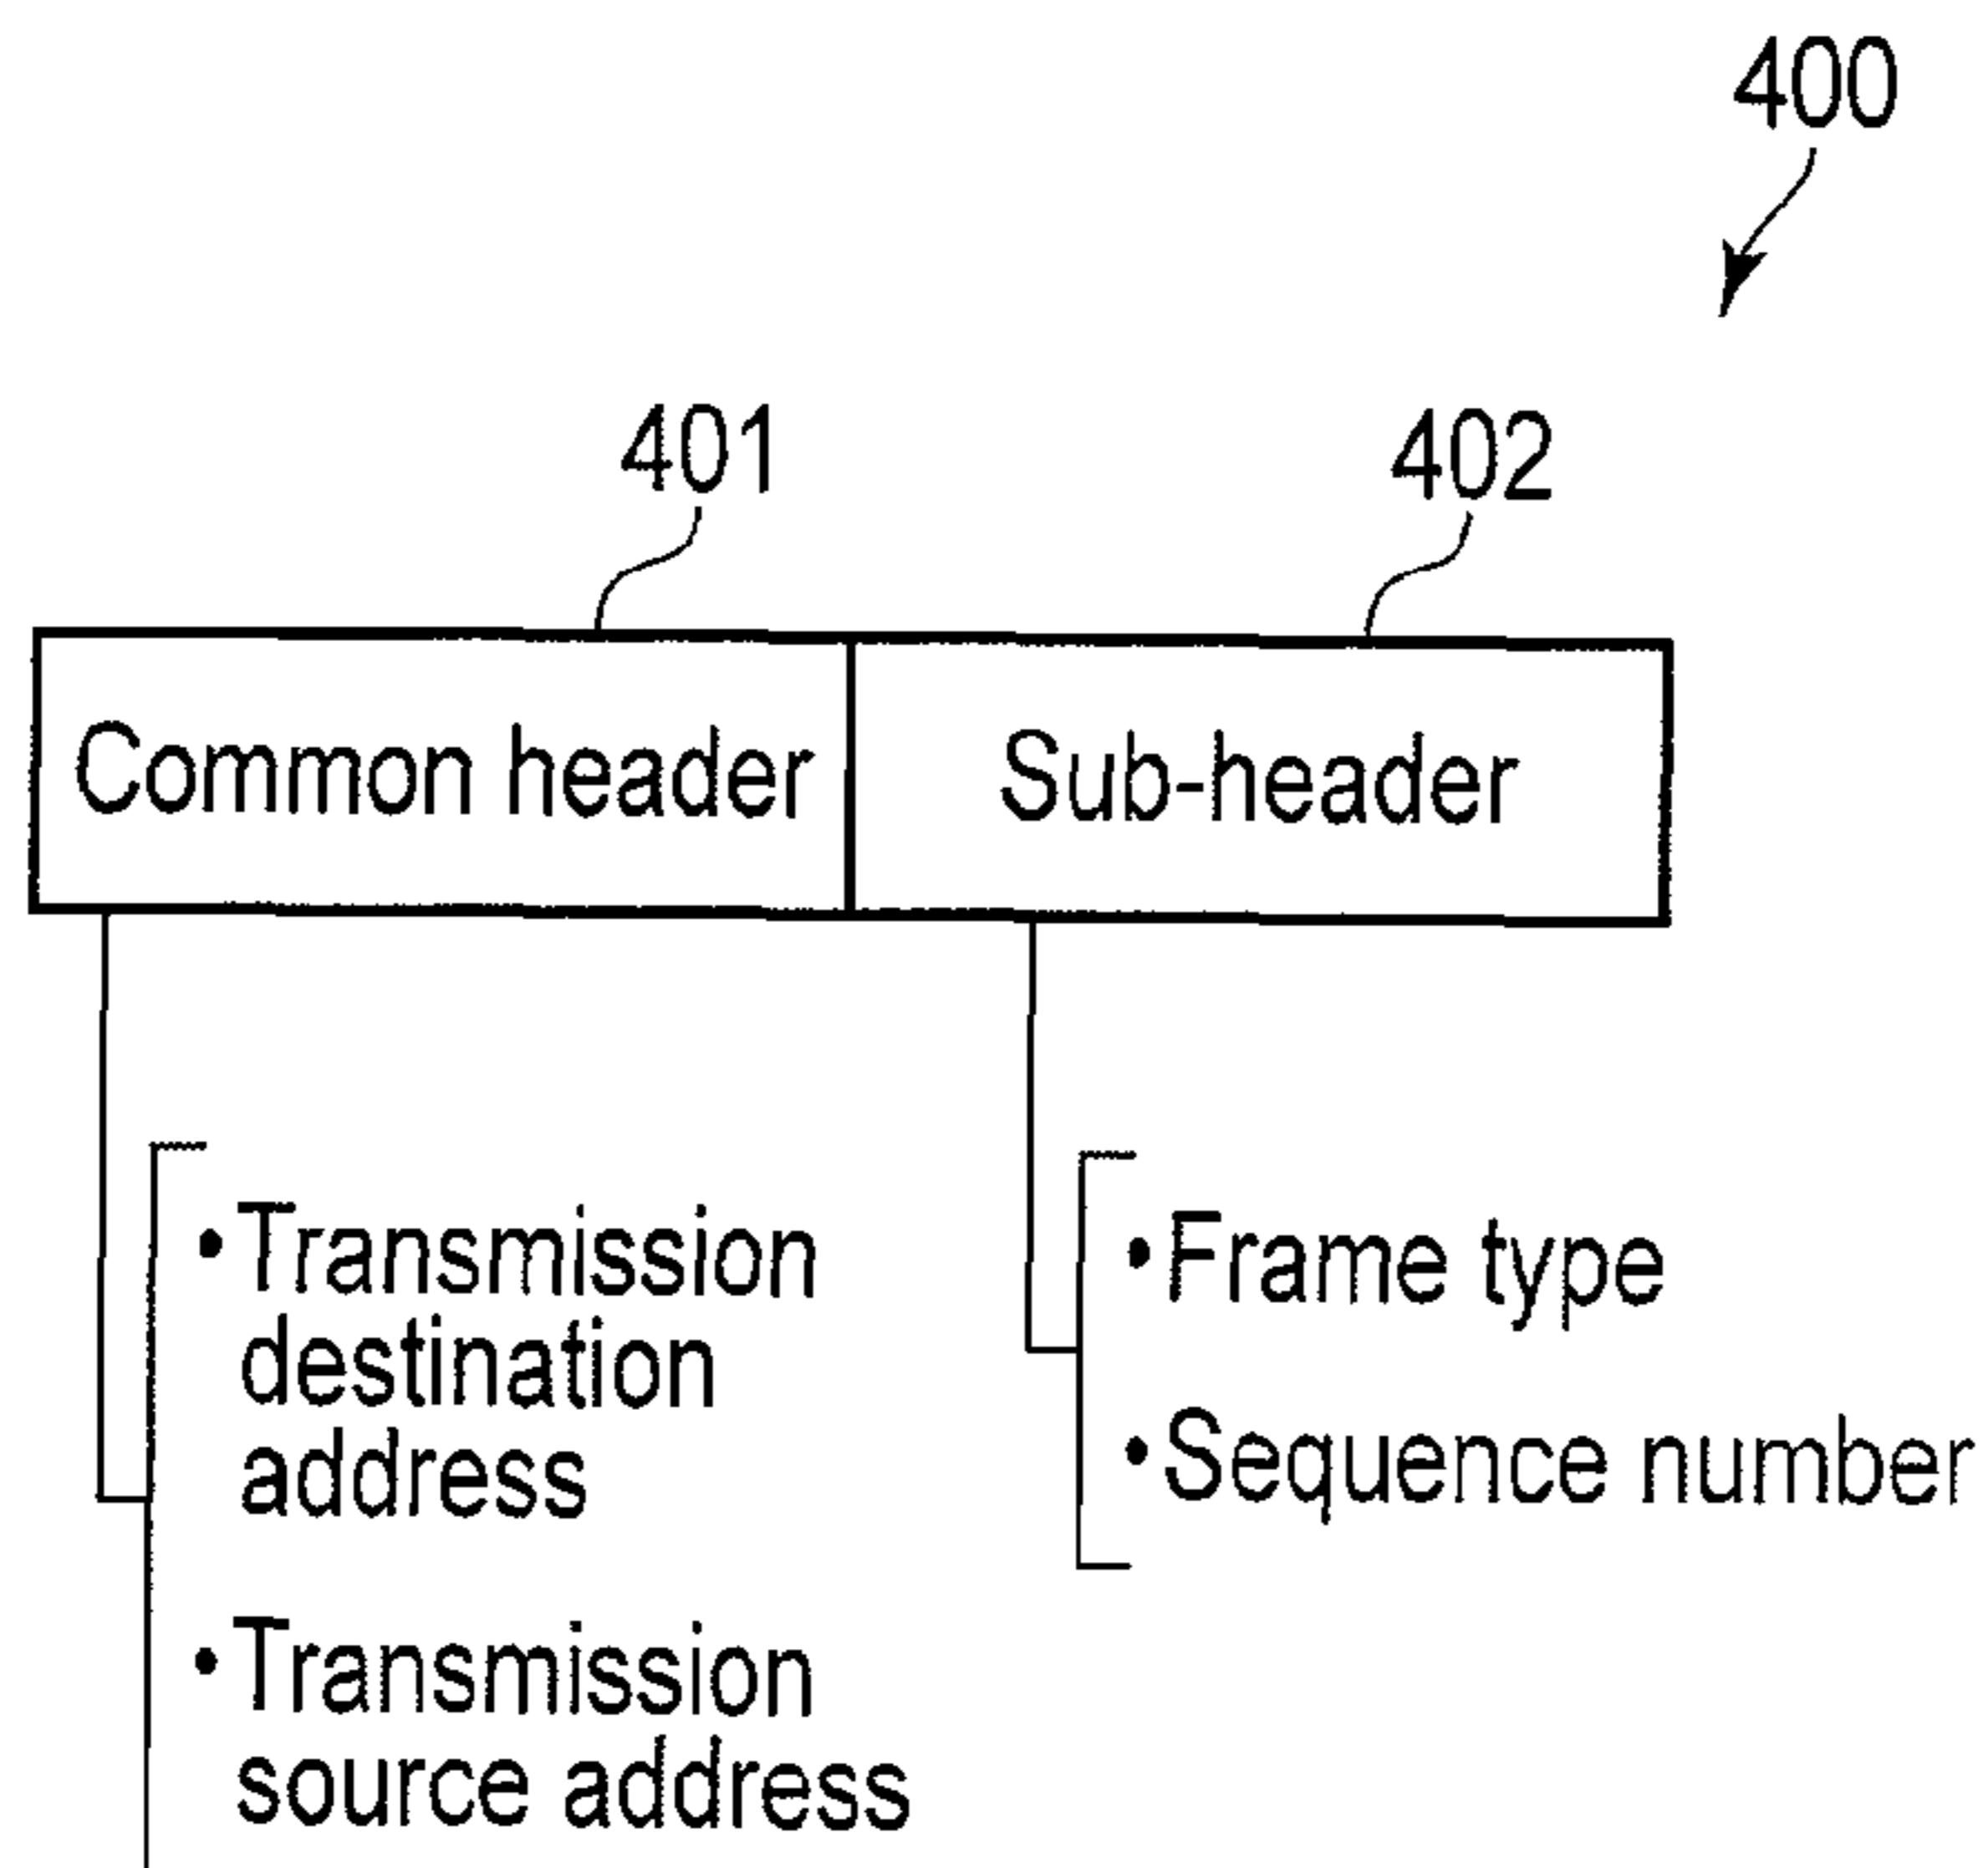 400
401
402
Common header
Sub-header
•Transmission
destination
address
•Transmission
source address
•Frame type
•Sequence number